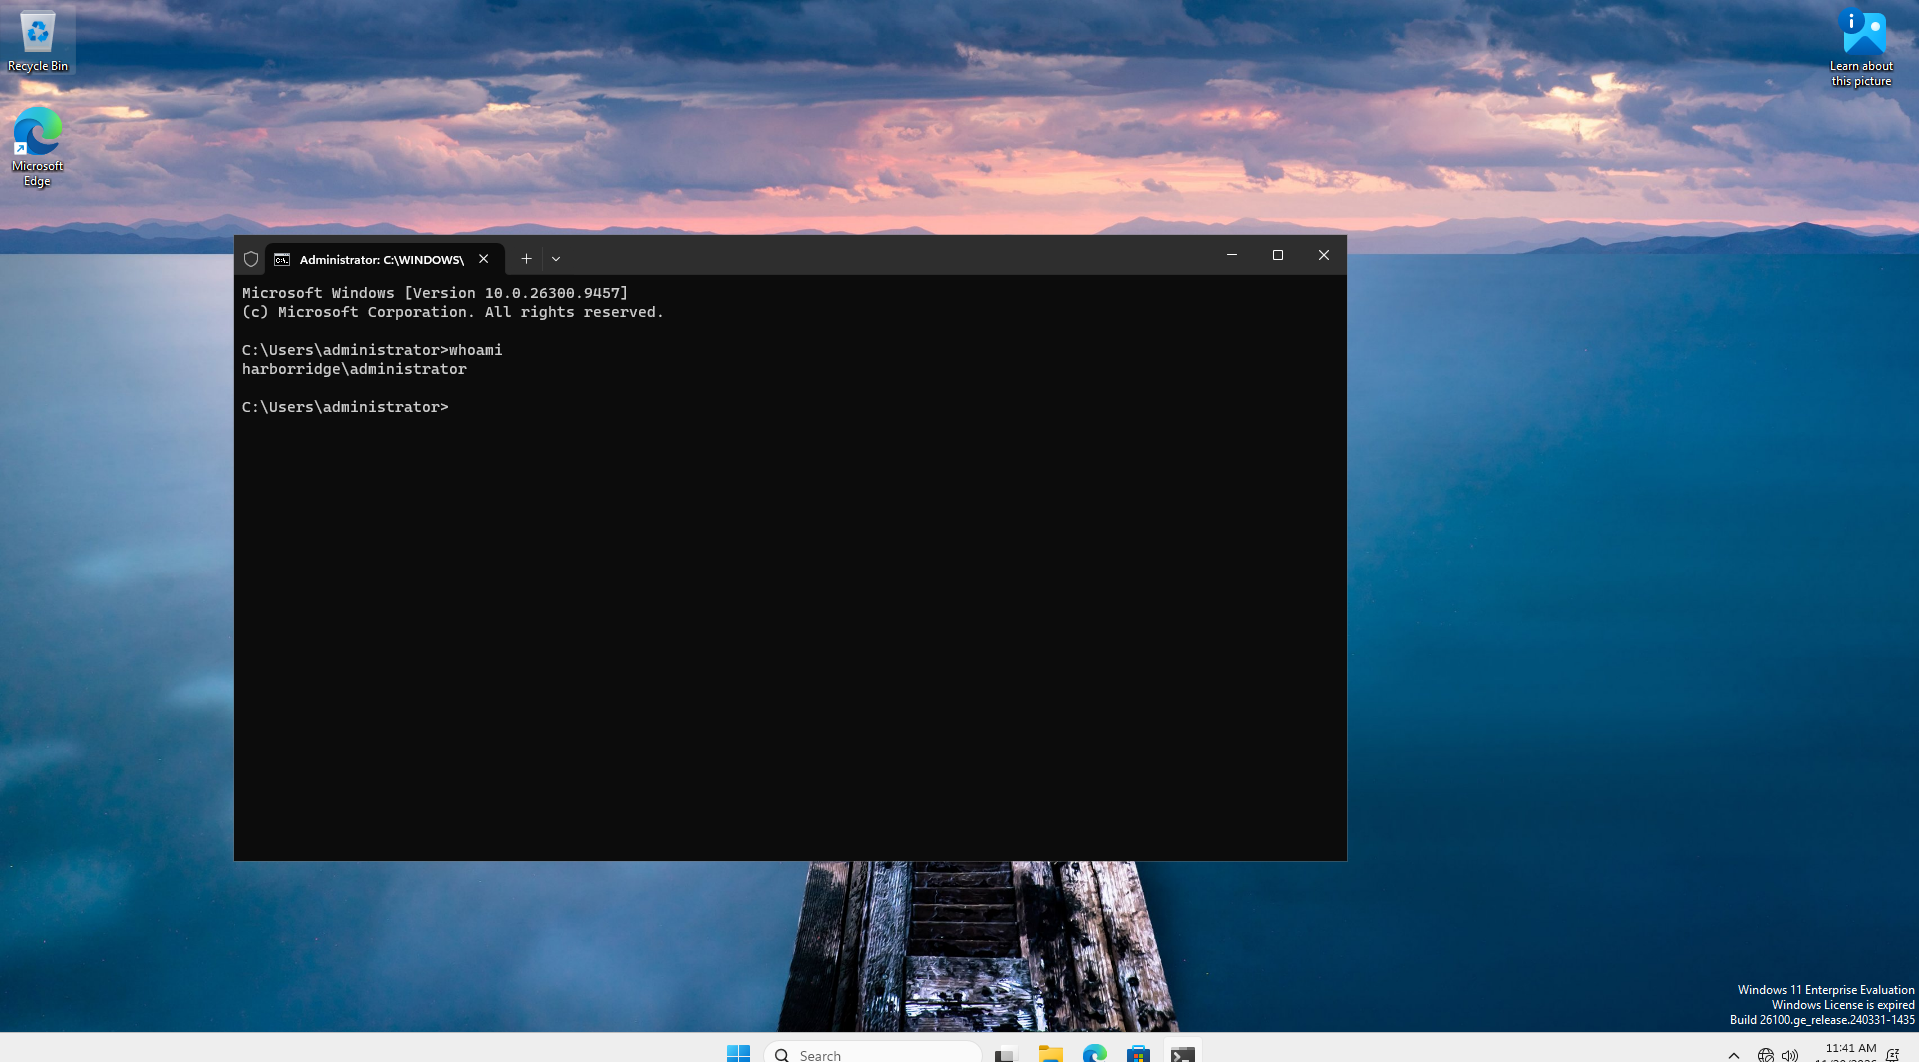 Recycle Bin
Microsoft
Edge
Learn about
this picture
Administrator: C:\WINDOWS\
Microsoft Windows [Version 10.0.26300.9457]
(c) Microsoft Corporation. All rights reserved.
C:\Users\administrator>whoami
harborridge\administrator
C:\Users\administrator>
Windows 11 Enterprise Evaluation
Windows License is expired
Build 26100.ge_release.240331-1435
Search
11:41 AM